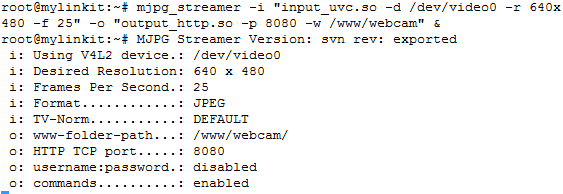 root@mylinkit:~# mjpg_streamer -i "input_uvc.so -d /dev/video0 -r 640x
480 -f 25" -o "output_http.so -p 8080 -w /www/webcam" &
root@mylinkit:~# MJPG Streamer Version: svn rev: exported
i: Using V4L2 device.: /dev/video0
i: Desired Resolution: 640 x 480
i: Frames Per Second.: 25
i: Format............: JPEG
i: TV-Norm...........: DEFAULT
o: www-folder-path...: /www/webcam/
o: HTTP TCP port.....: 8080
o: username:password.: disabled
o: commands..........: enabled